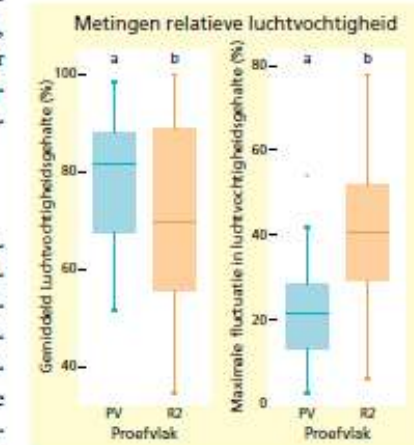 Metingen relatieve luchtvochtigheid
Gemiddeld luchtvochtigheidsgehalte (%)
a b
100
80
60
40
PV R2
Proefvlak
Maximale fluctuatie in luchtvochtigheidsgehalte (%)
a b
80
60
40
20
0
PV R2
Proefvlak